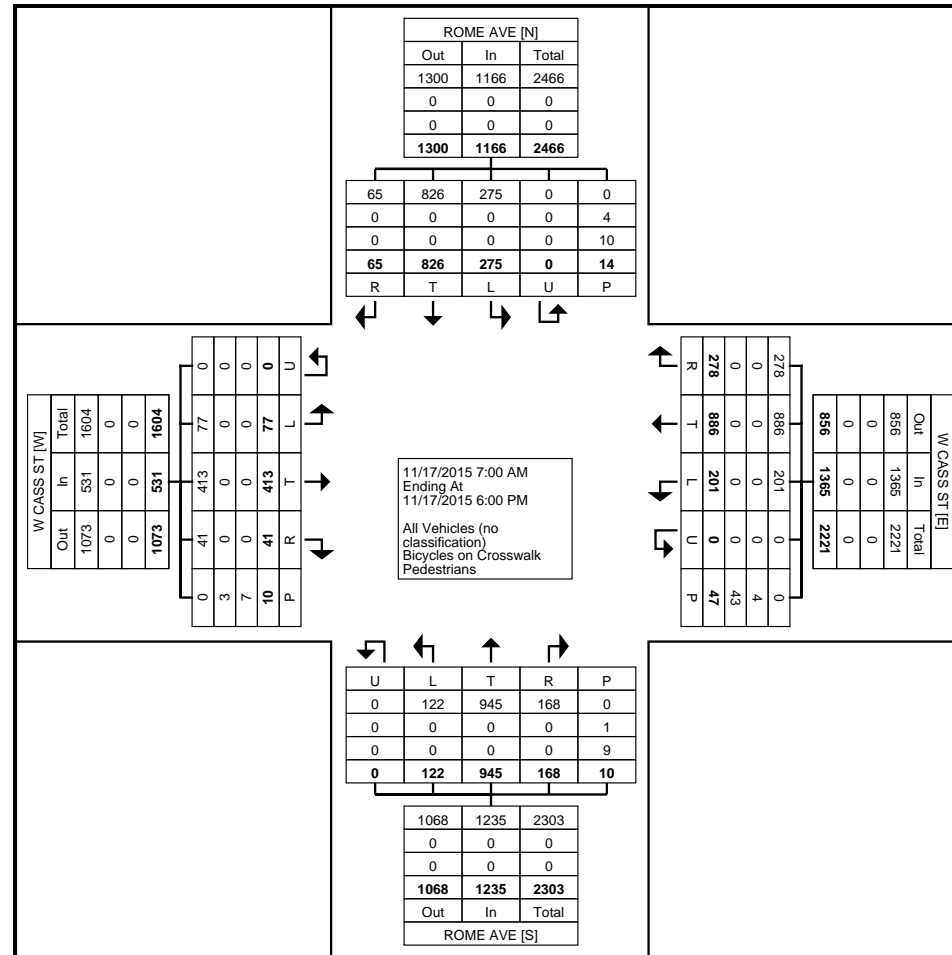 ROME AVE [N]
Out In Total
1300 1166 2466
0 0 0
0 0 0
1300 1166 2466
65 826 275 0 0
0 0 0 0 4
0 0 0 0 10
65 826 275 0 14
R T L U P
W CASS ST [W]
Total In Out
1604 531 1073
0 0 0
0 0 0
1604 531 1073
0 77 413 41 0
0 0 0 0 3
0 0 0 0 7
0 77 413 41 10
U L T R P
11/17/2015 7:00 AM
Ending At
11/17/2015 6:00 PM
All Vehicles (no
classification)
Bicycles on Crosswalk
Pedestrians
W CASS ST [E]
Out In Total
856 1365 2221
0 0 0
0 0 0
856 1365 2221
278 886 201 0 0
0 0 0 0 4
0 0 0 0 43
278 886 201 0 47
R T L U P
U L T R P
0 122 945 168 0
0 0 0 0 1
0 0 0 0 9
0 122 945 168 10
1068 1235 2303
0 0 0
0 0 0
1068 1235 2303
Out In Total
ROME AVE [S]